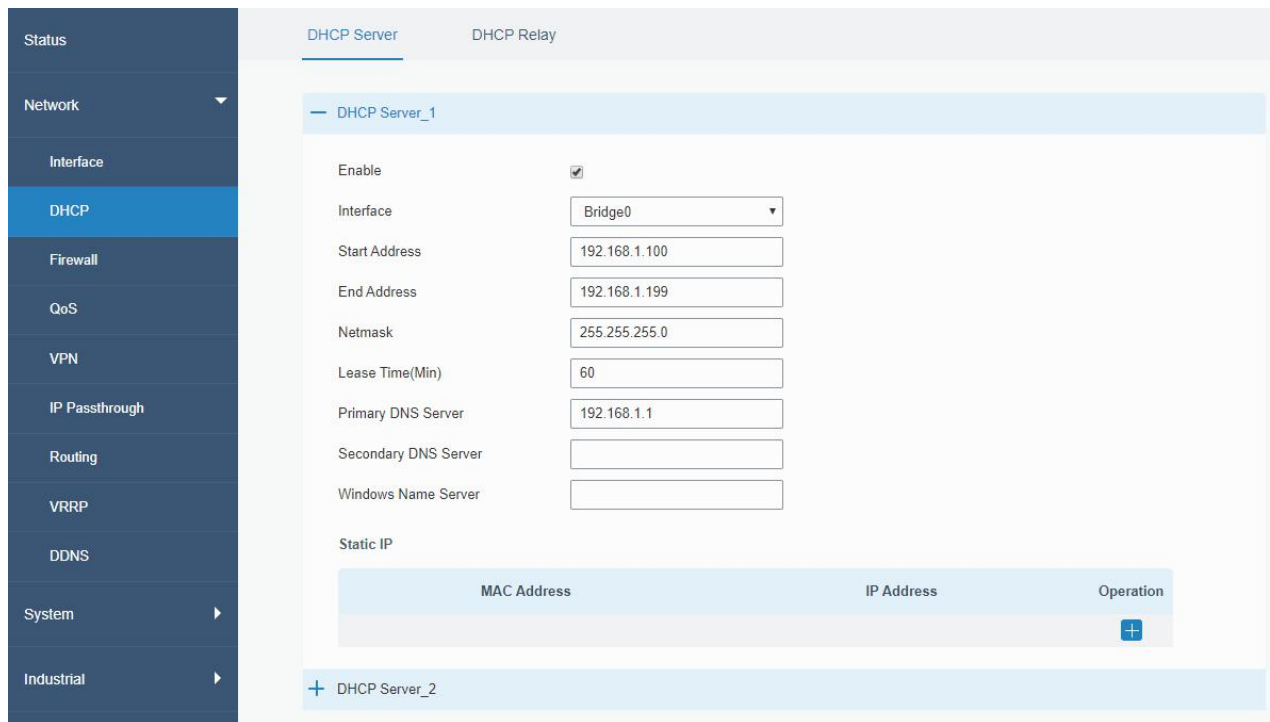 Status
Network
Interface
DHCP
Firewall
QoS
VPN
IP Passthrough
Routing
VRRP
DDNS
System
Industrial
DHCP Server DHCP Relay
DHCP Server_1
Enable
Interface Bridge0
Start Address 192.168.1.100
End Address 192.168.1.199
Netmask 255.255.255.0
Lease Time(Min) 60
Primary DNS Server 192.168.1.1
Secondary DNS Server
Windows Name Server
Static IP
MAC Address IP Address Operation
DHCP Server_2